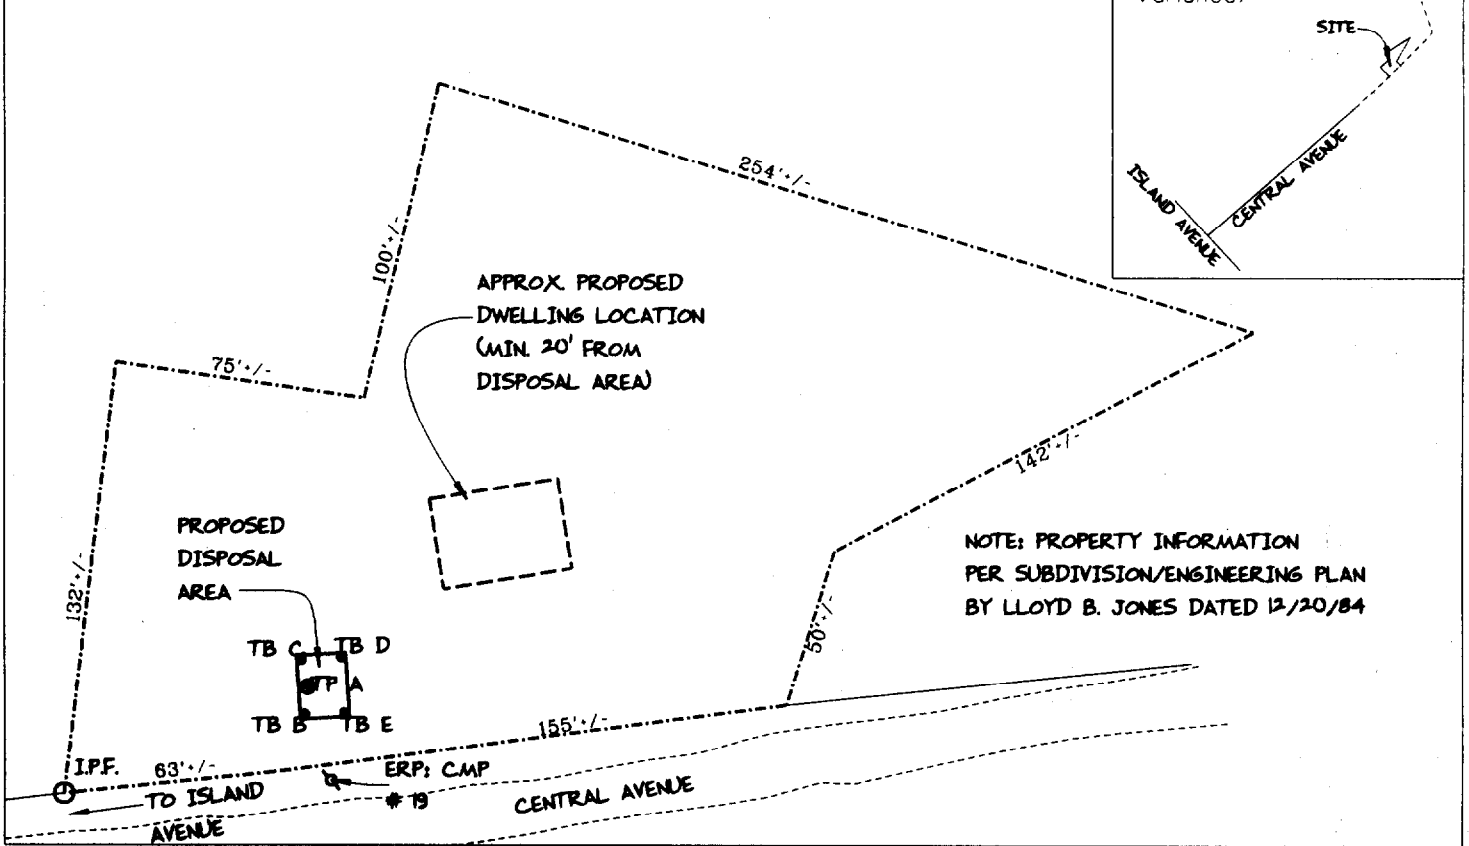 SITE
ISLAND AVENUE
CENTRAL AVENUE
254'+/-
100'+/-
APPROX. PROPOSED
DWELLING LOCATION
(MIN. 20' FROM
DISPOSAL AREA)
75'+/-
142'+/-
PROPOSED
DISPOSAL
AREA
NOTE: PROPERTY INFORMATION
PER SUBDIVISION/ENGINEERING PLAN
BY LLOYD B. JONES DATED 12/20/84
132'+/-
50'+/-
TB C
TB D
TP A
TB B
TB E
155'+/-
I.P.F.
63'+/-
ERP: CMP
# 19
TO ISLAND
AVENUE
CENTRAL AVENUE